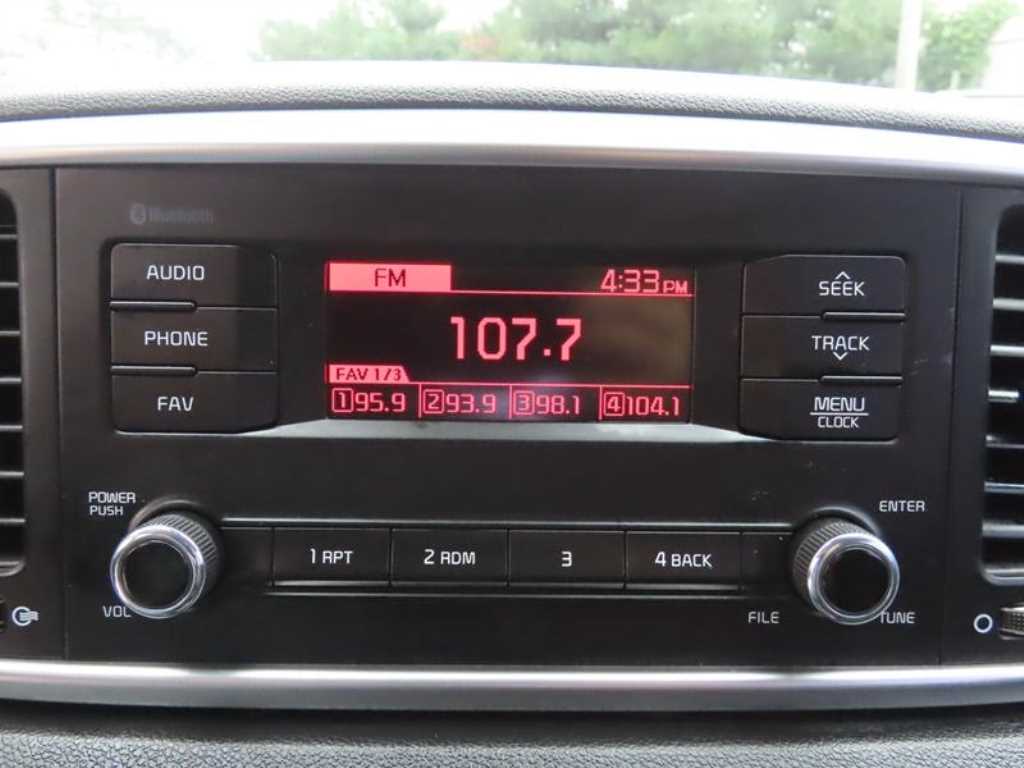 Bluetooth
AUDIO
PHONE
FAV
FM 4:33 PM
107.7
FAV 1/3
1 95.9 2 93.9 3 98.1 4 104.1
SEEK
TRACK
MENU
CLOCK
POWER
PUSH
VOL
1 RPT 2 RDM 3 4 BACK
ENTER
FILE TUNE